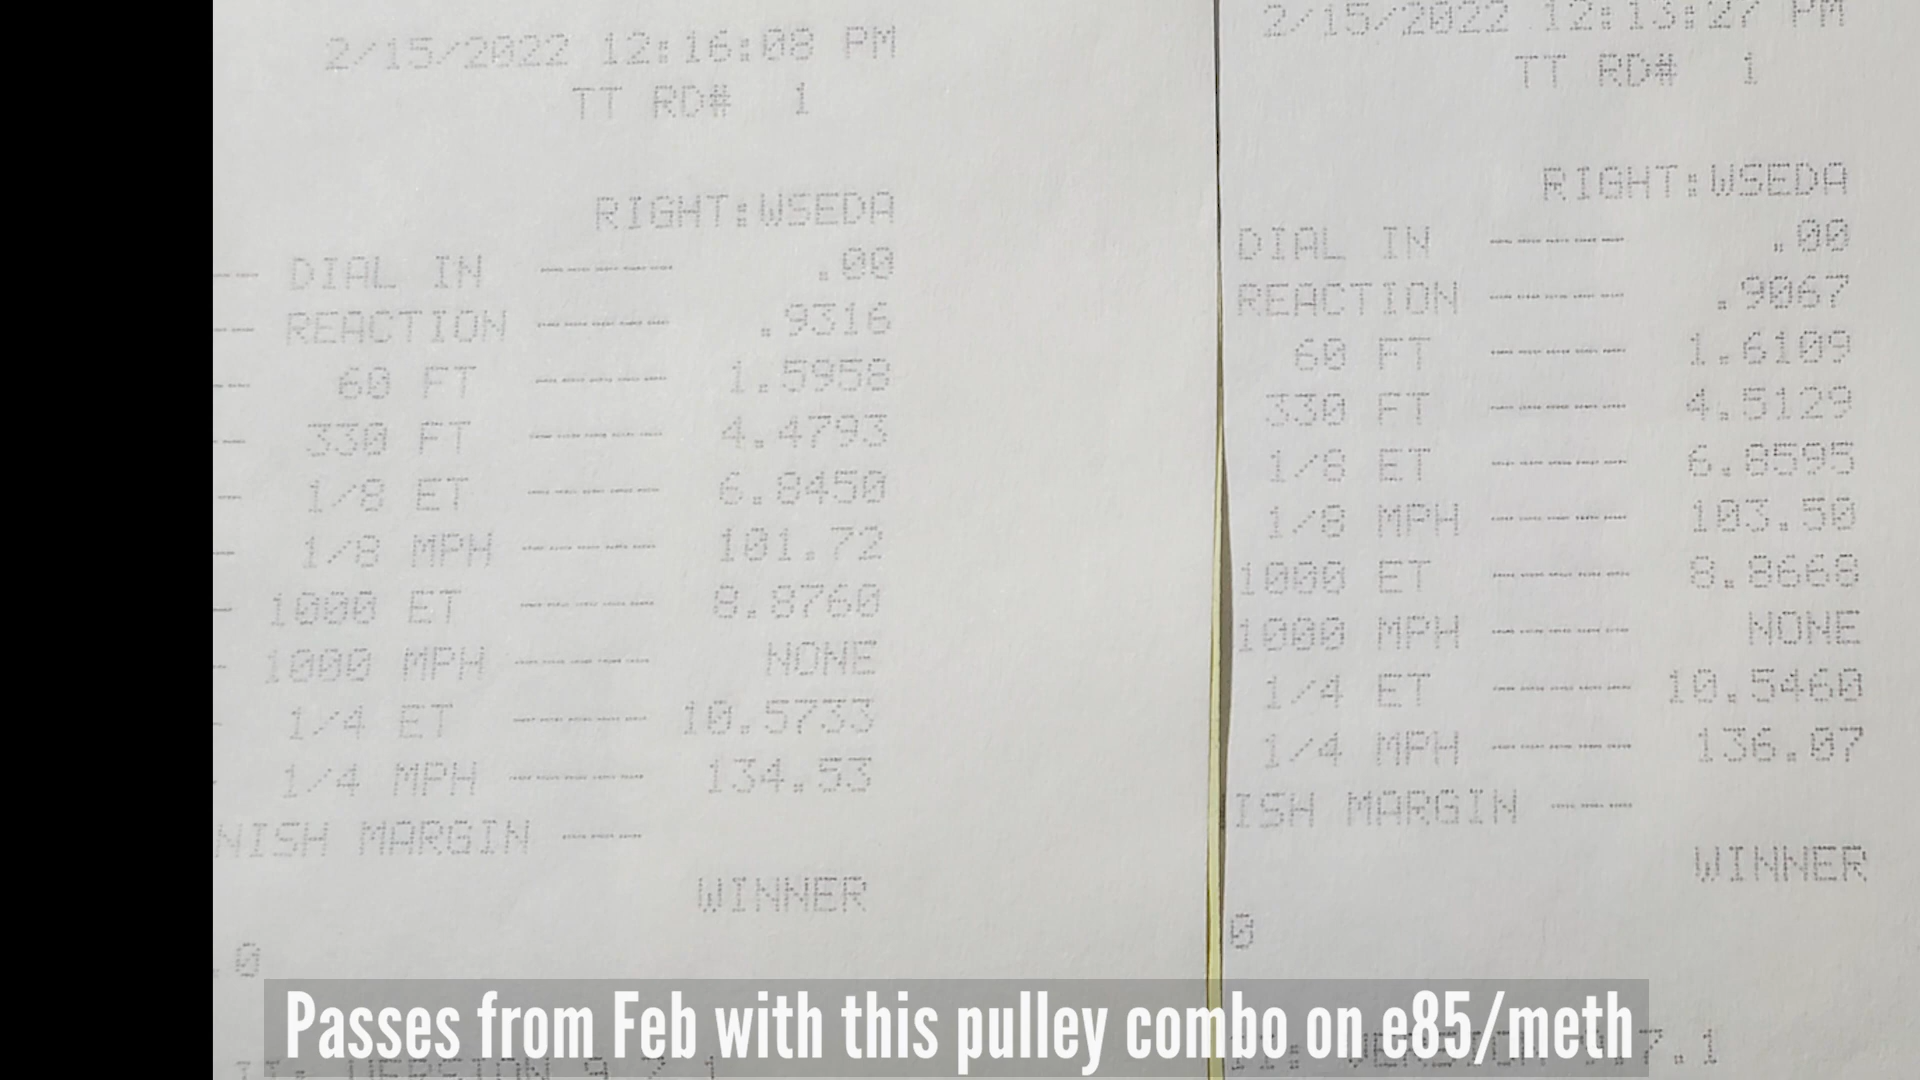 2/15/2022 12:16:08 PM
TT RD# 1
RIGHT:WSEDA
DIAL IN .00
REACTION .9316
60 FT 1.5958
330 FT 4.4793
1/8 ET 6.8450
1/8 MPH 101.72
1000 ET 8.8760
1000 MPH NONE
1/4 ET 10.5733
1/4 MPH 134.53
NISH MARGIN
WINNER
.0
2/15/2022 12:13:27 PM
TT RD# 1
RIGHT:WSEDA
DIAL IN .00
REACTION .9067
60 FT 1.6109
330 FT 4.5129
1/8 ET 6.8595
1/8 MPH 103.50
1000 ET 8.8668
1000 MPH NONE
1/4 ET 10.5460
1/4 MPH 136.07
ISH MARGIN
WINNER
0
Passes from Feb with this pulley combo on e85/meth